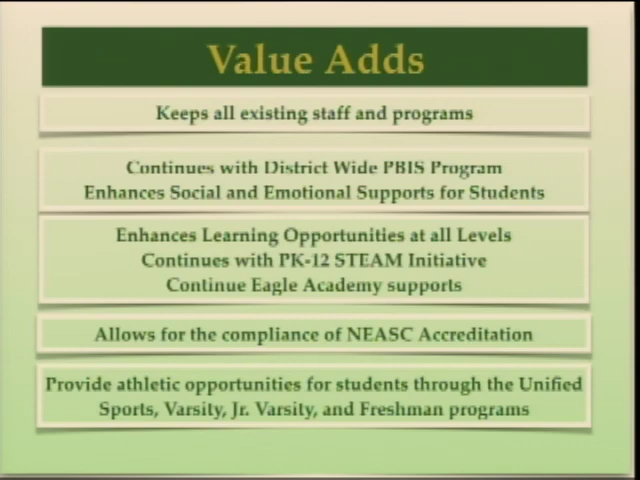 Value Adds
Keeps all existing staff and programs
Continues with District Wide PBIS Program
Enhances Social and Emotional Supports for Students
Enhances Learning Opportunities at all Levels
Continues with PK-12 STEAM Initiative
Continue Eagle Academy supports
Allows for the compliance of NEASC Accreditation
Provide athletic opportunities for students through the Unified
Sports, Varsity, Jr. Varsity, and Freshman programs